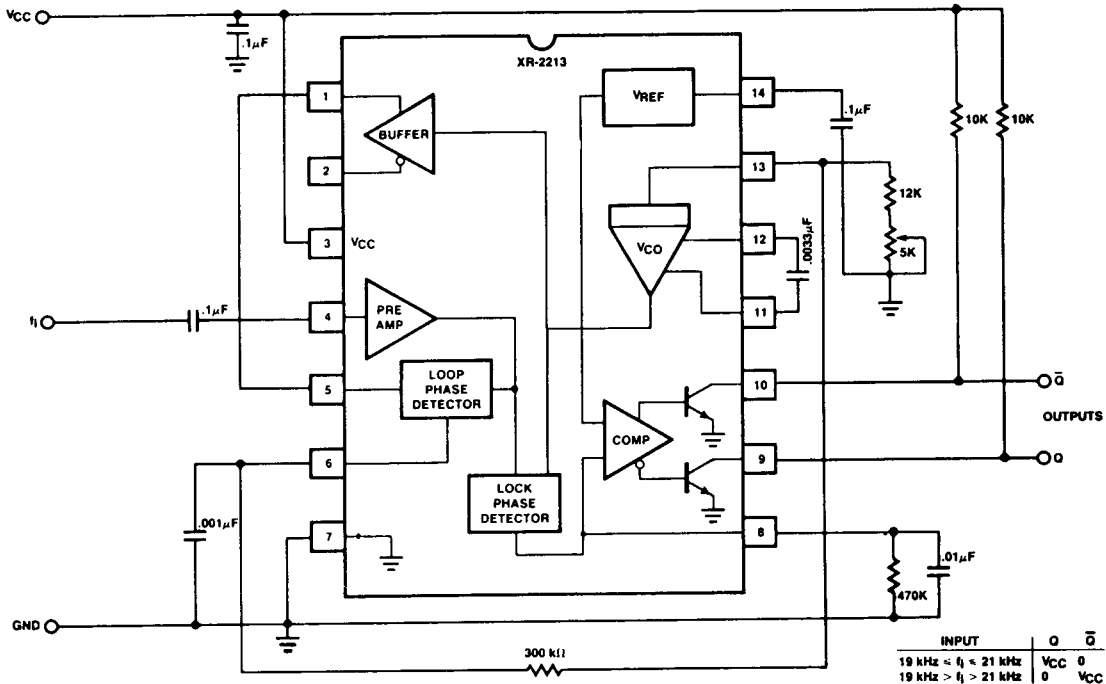 VCC
.1µF
XR-2213
1
BUFFER
2
3
VCC
fi
.1µF
4
PRE
AMP
5
LOOP
PHASE
DETECTOR
6
.001µF
7
LOCK
PHASE
DETECTOR
GND
300 kΩ
VREF
14
.1µF
10K
10K
13
12K
5K
VCO
12
.0033µF
11
10
Q̅
OUTPUTS
COMP
9
Q
8
.01µF
470K
INPUT Q Q̅
19 kHz ≤ fi ≤ 21 kHz VCC 0
19 kHz > fi > 21 kHz 0 VCC